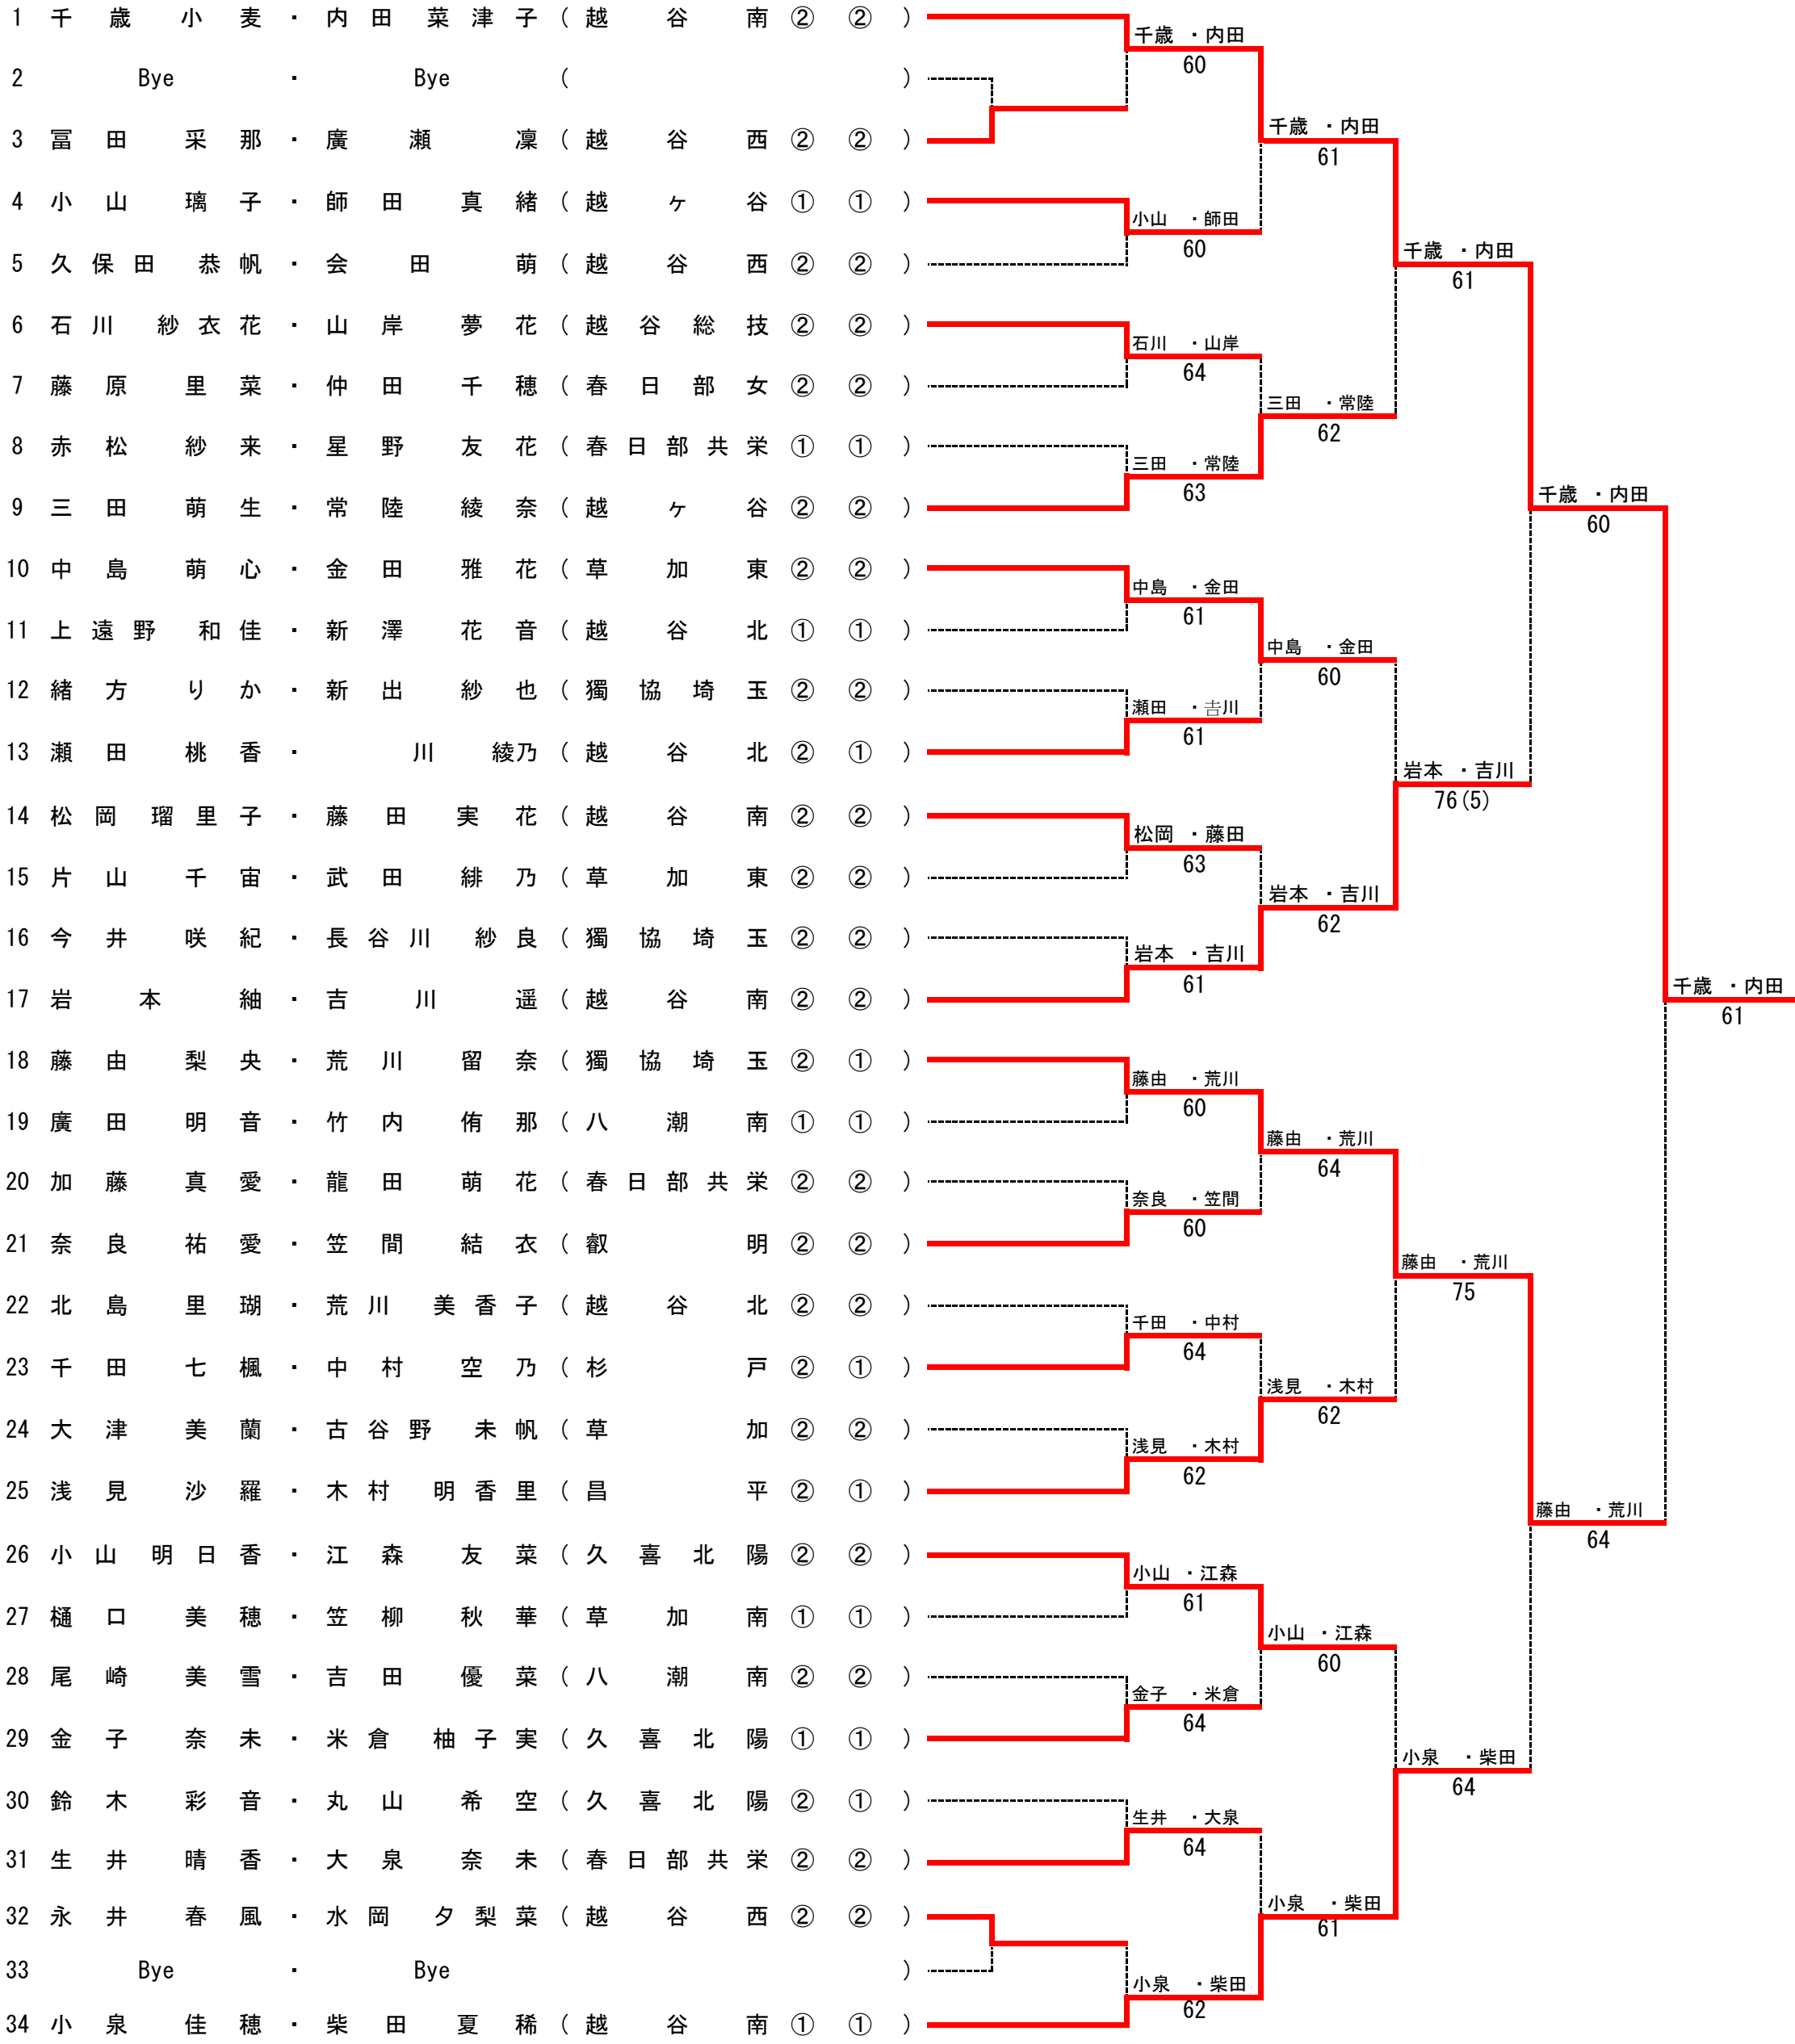 1 千歳 小麦 ・ 内田 菜津子 ( 越谷南 ② ② )
千歳 ・内田
60
2 Bye ・ Bye ( )
千歳 ・内田
3 冨田 采那 ・ 廣瀬 凜 ( 越谷西 ② ② )
61
4 小山 璃子 ・ 師田 真緒 ( 越ヶ谷 ① ① )
小山 ・師田
60
千歳 ・内田
5 久保田 恭帆 ・ 会田 萌 ( 越谷西 ② ② )
61
6 石川 紗衣花 ・ 山岸 夢花 ( 越谷総技 ② ② )
石川 ・山岸
64
7 藤原 里菜 ・ 仲田 千穂 ( 春日部女 ② ② )
三田 ・常陸
62
8 赤松 紗来 ・ 星野 友花 ( 春日部共栄 ① ① )
三田 ・常陸
63
千歳 ・内田
9 三田 萌生 ・ 常陸 綾奈 ( 越ヶ谷 ② ② )
60
10 中島 萌心 ・ 金田 雅花 ( 草加東 ② ② )
中島 ・金田
61
11 上遠野 和佳 ・ 新澤 花音 ( 越谷北 ① ① )
中島 ・金田
60
12 緒方 りか ・ 新出 紗也 ( 獨協埼玉 ② ② )
瀬田 ・𠮷川
61
13 瀬田 桃香 ・ 川 綾乃 ( 越谷北 ② ① )
岩本 ・吉川
76(5)
14 松岡 瑠里子 ・ 藤田 実花 ( 越谷南 ② ② )
松岡 ・藤田
63
15 片山 千宙 ・ 武田 緋乃 ( 草加東 ② ② )
岩本 ・吉川
62
16 今井 咲紀 ・ 長谷川 紗良 ( 獨協埼玉 ② ② )
岩本 ・吉川
61
千歳 ・内田
17 岩本 紬 ・ 吉川 遥 ( 越谷南 ② ② )
61
18 藤由 梨央 ・ 荒川 留奈 ( 獨協埼玉 ② ① )
藤由 ・荒川
60
19 廣田 明音 ・ 竹内 侑那 ( 八潮南 ① ① )
藤由 ・荒川
64
20 加藤 真愛 ・ 龍田 萌花 ( 春日部共栄 ② ② )
奈良 ・笠間
60
21 奈良 祐愛 ・ 笠間 結衣 ( 叡明 ② ② )
藤由 ・荒川
75
22 北島 里瑚 ・ 荒川 美香子 ( 越谷北 ② ② )
千田 ・中村
64
23 千田 七楓 ・ 中村 空乃 ( 杉戸 ② ① )
浅見 ・木村
62
24 大津 美蘭 ・ 古谷野 未帆 ( 草加 ② ② )
浅見 ・木村
62
25 浅見 沙羅 ・ 木村 明香里 ( 昌平 ② ① )
藤由 ・荒川
64
26 小山 明日香 ・ 江森 友菜 ( 久喜北陽 ② ② )
小山 ・江森
61
27 樋口 美穂 ・ 笠柳 秋華 ( 草加南 ① ① )
小山 ・江森
60
28 尾崎 美雪 ・ 吉田 優菜 ( 八潮南 ② ② )
金子 ・米倉
64
29 金子 奈未 ・ 米倉 柚子実 ( 久喜北陽 ① ① )
小泉 ・柴田
64
30 鈴木 彩音 ・ 丸山 希空 ( 久喜北陽 ② ① )
生井 ・大泉
64
31 生井 晴香 ・ 大泉 奈未 ( 春日部共栄 ② ② )
小泉 ・柴田
61
32 永井 春風 ・ 水岡 夕梨菜 ( 越谷西 ② ② )
33 Bye ・ Bye )
小泉 ・柴田
62
34 小泉 佳穂 ・ 柴田 夏稀 ( 越谷南 ① ① )